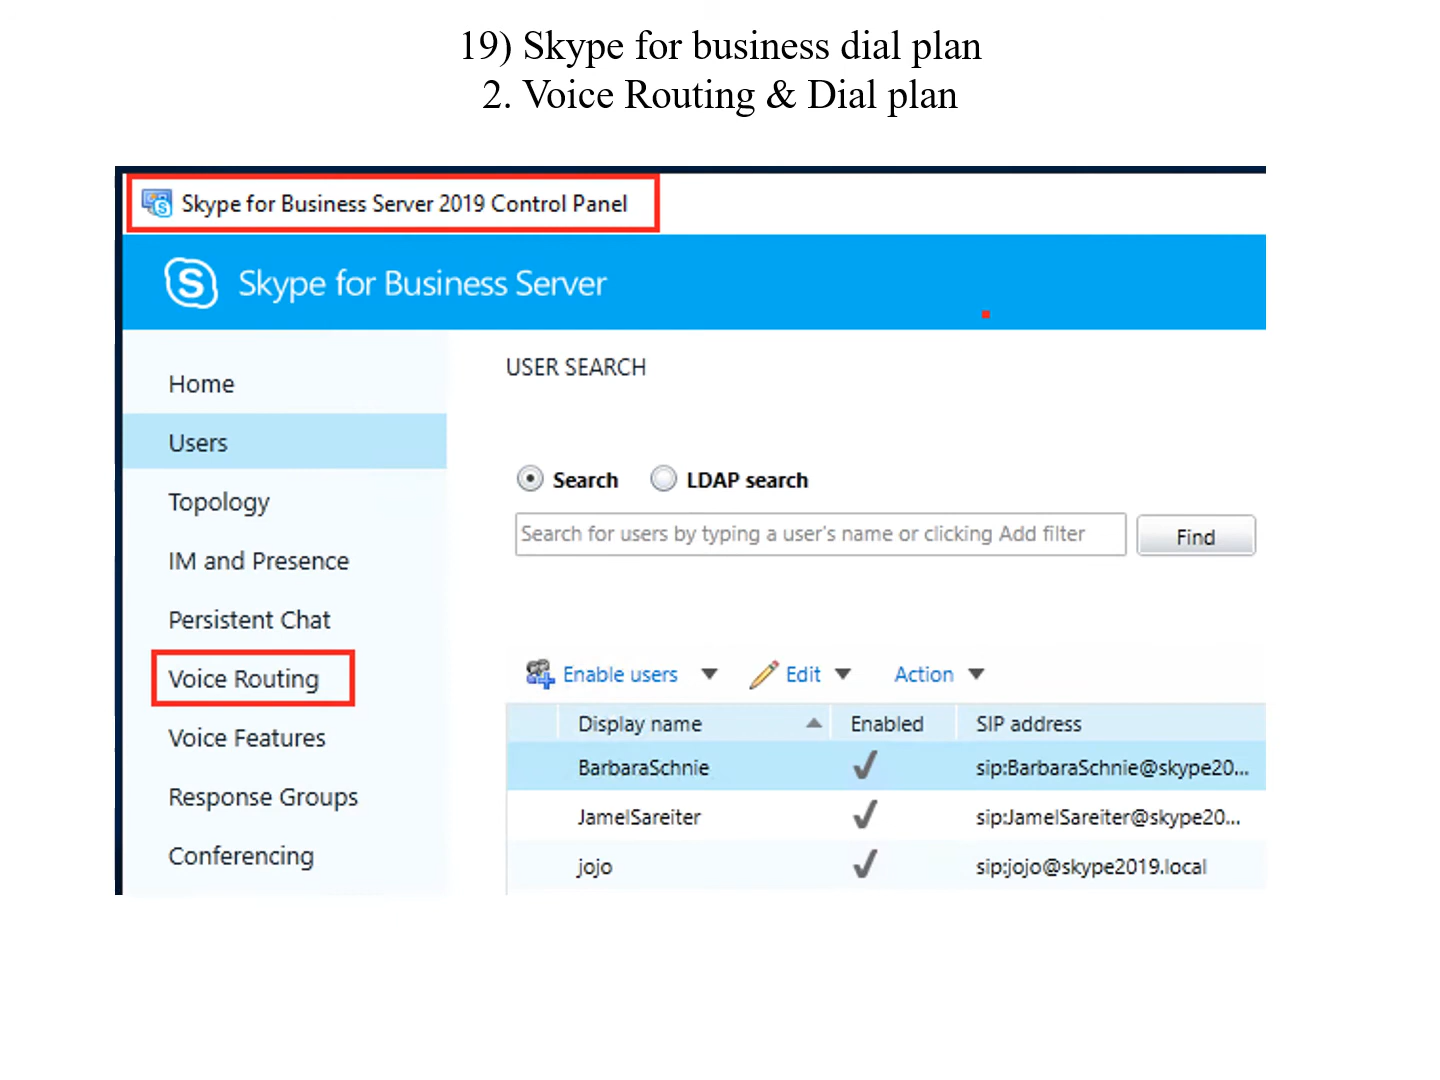 19) Skype for business dial plan
2. Voice Routing & Dial plan
Skype for Business Server 2019 Control Panel
Skype for Business Server
Home
Users
Topology
IM and Presence
Persistent Chat
Voice Routing
Voice Features
Response Groups
Conferencing
USER SEARCH
Search LDAP search
Search for users by typing a user's name or clicking Add filter Find
Enable users Edit Action
Display name Enabled SIP address
BarbaraSchnie sip:BarbaraSchnie@skype20...
JamelSareiter sip:JamelSareiter@skype20...
jojo sip:jojo@skype2019.local